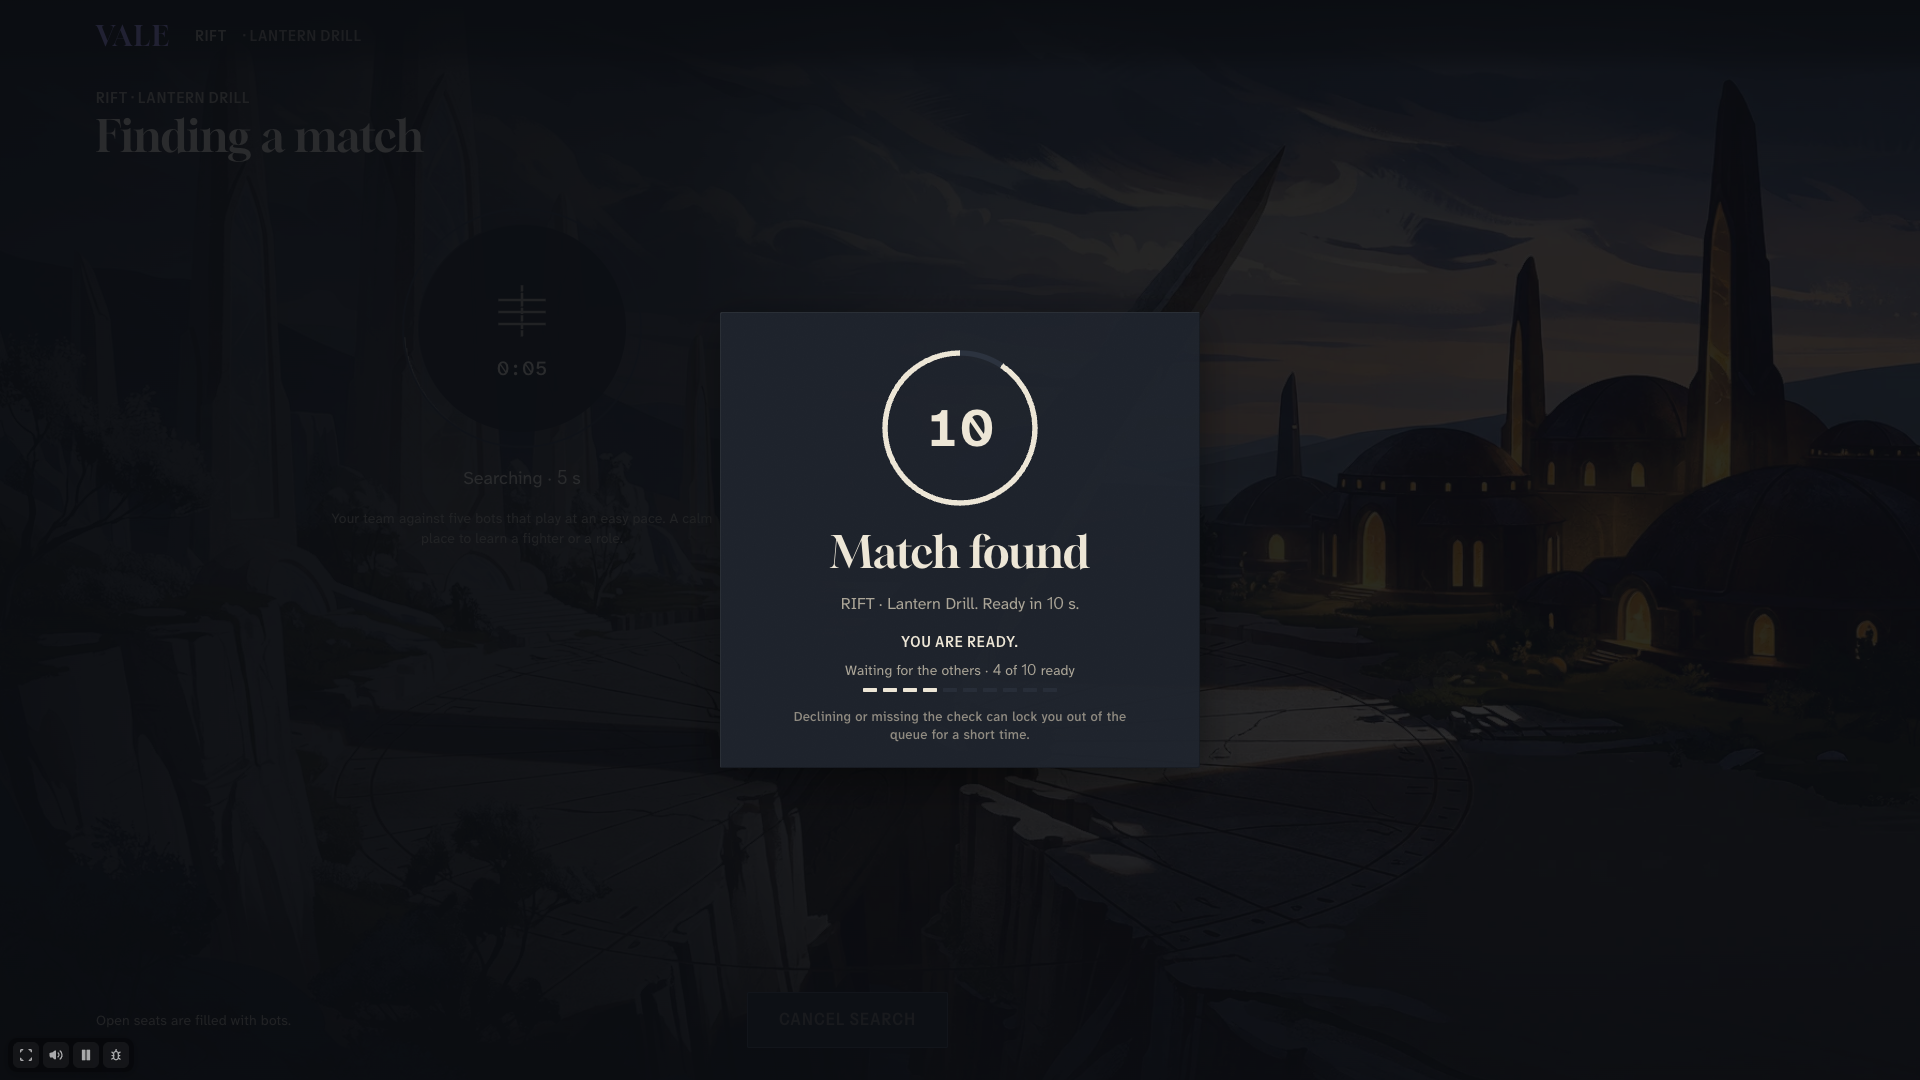 VALE RIFT · LANTERN DRILL
RIFT · LANTERN DRILL
Finding a match
0:05
Searching · 5 s
Your team against five bots that play at an easy pace. A calm
place to learn a fighter or a role.
10
Match found
RIFT · Lantern Drill. Ready in 10 s.
YOU ARE READY.
Waiting for the others · 4 of 10 ready
Declining or missing the check can lock you out of the
queue for a short time.
Open seats are filled with bots.
CANCEL SEARCH